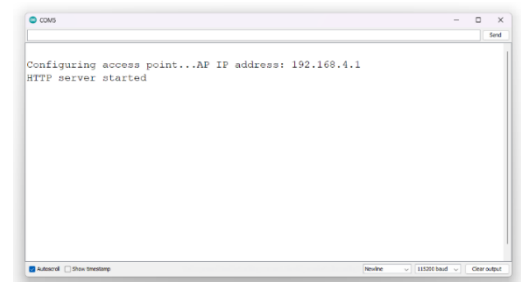 COM5
Send
Configuring access point...AP IP address: 192.168.4.1
HTTP server started
Autoscroll Show timestamp Newline 115200 baud Clear output